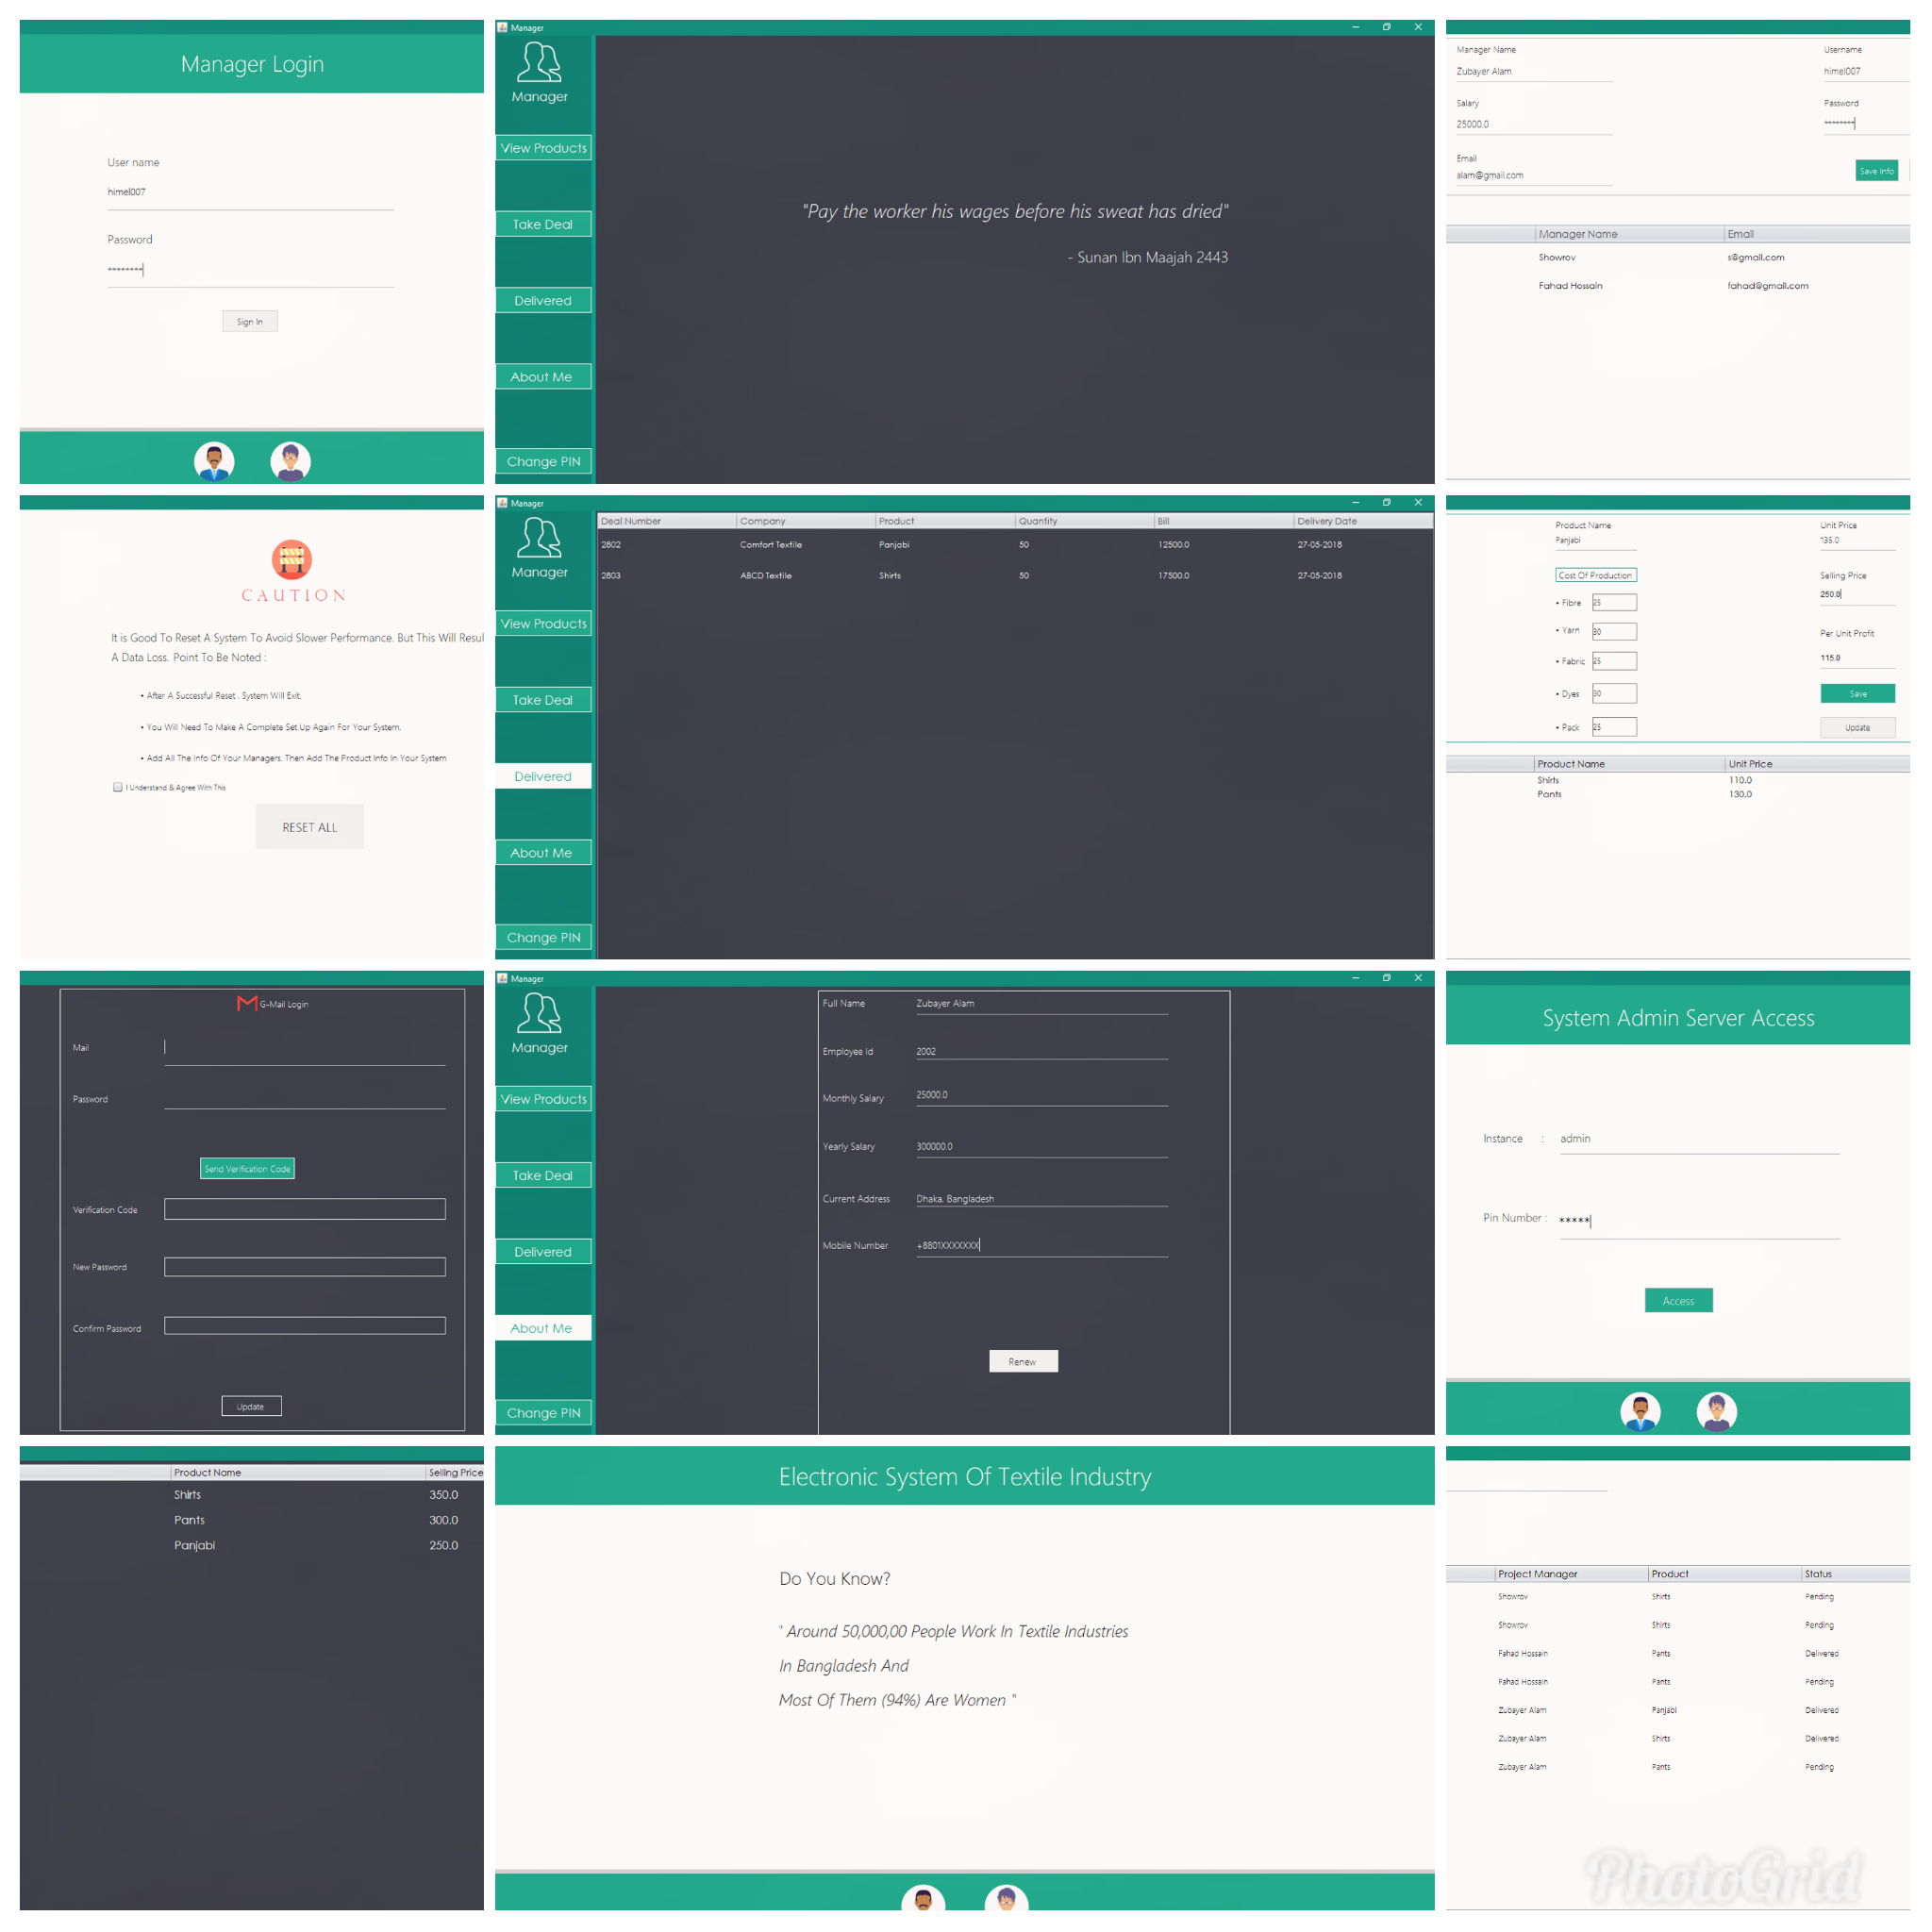 Manager Login
User name
himel007
Password
********
Sign In
Manager
Manager
View Products
Take Deal
Delivered
About Me
Change PIN
"Pay the worker his wages before his sweat has dried"
- Sunan Ibn Maajah 2443
Manager Name
Username
Zubayer Alam
himel007
Salary
Password
25000.0
********
Email
alam@gmail.com
Save Info
Manager Name Email
Showrov s@gmail.com
Fahad Hossain fahad@gmail.com
CAUTION
It is Good To Reset A System To Avoid Slower Performance. But This Will Resul
A Data Loss. Point To Be Noted :
• After A Successful Reset . System Will Exit.
• You Will Need To Make A Complete Set Up Again For Your System.
• Add All The Info Of Your Managers. Then Add The Product Info In Your System
I Understand & Agree With This
RESET ALL
Manager
Manager
View Products
Take Deal
Delivered
About Me
Change PIN
Deal Number Company Product Quantity Bill Delivery Date
2802 Comfort Textile Panjabi 50 12500.0 27-05-2018
2803 ABCD Textile Shirts 50 17500.0 27-05-2018
Product Name
Unit Price
Panjabi
135.0
Cost Of Production
Selling Price
250.0
• Fibre 25
• Yarn 30
Per Unit Profit
• Fabric 25
115.0
• Dyes 30
Save
• Pack 25
Update
Product Name Unit Price
Shirts 110.0
Pants 130.0
G-Mail Login
Mail
Password
Send Verification Code
Verification Code
New Password
Confirm Password
Update
Manager
Manager
View Products
Take Deal
Delivered
About Me
Change PIN
Full Name Zubayer Alam
Employee Id 2002
Monthly Salary 25000.0
Yearly Salary 300000.0
Current Address Dhaka. Bangladesh
Mobile Number +8801XXXXXXX
Renew
System Admin Server Access
Instance : admin
Pin Number : *****
Access
Product Name Selling Price
Shirts 350.0
Pants 300.0
Panjabi 250.0
Electronic System Of Textile Industry
Do You Know?
" Around 50,000,00 People Work In Textile Industries
In Bangladesh And
Most Of Them (94%) Are Women "
Project Manager Product Status
Showrov Shirts Pending
Showrov Shirts Pending
Fahad Hossain Pants Delivered
Fahad Hossain Pants Pending
Zubayer Alam Panjabi Delivered
Zubayer Alam Shirts Delivered
Zubayer Alam Pants Pending
PhotoGrid